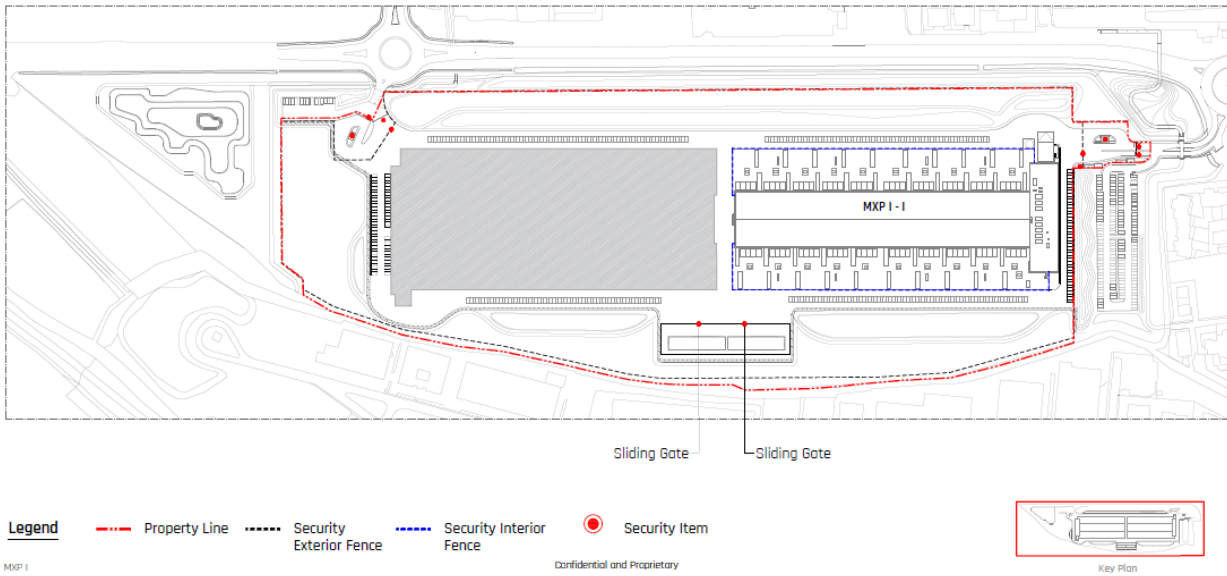 MXP I - I
Sliding Gate
Sliding Gate
Legend
Property Line
Security
Exterior Fence
Security Interior
Fence
Security Item
MXP I
Confidential and Proprietary
Key Plan